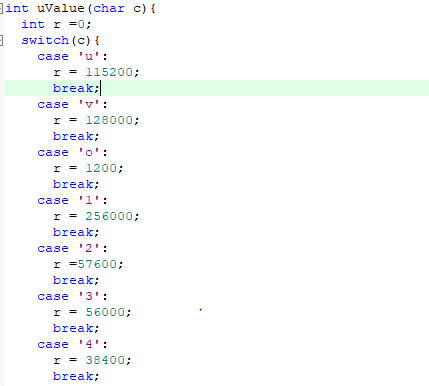 int uValue(char c){
  int r =0;
  switch(c){
    case 'u':
      r = 115200;
      break;
    case 'v':
      r = 128000;
      break;
    case 'o':
      r = 1200;
      break;
    case '1':
      r = 256000;
      break;
    case '2':
      r =57600;
      break;
    case '3':
      r = 56000;
      break;
    case '4':
      r = 38400;
      break;